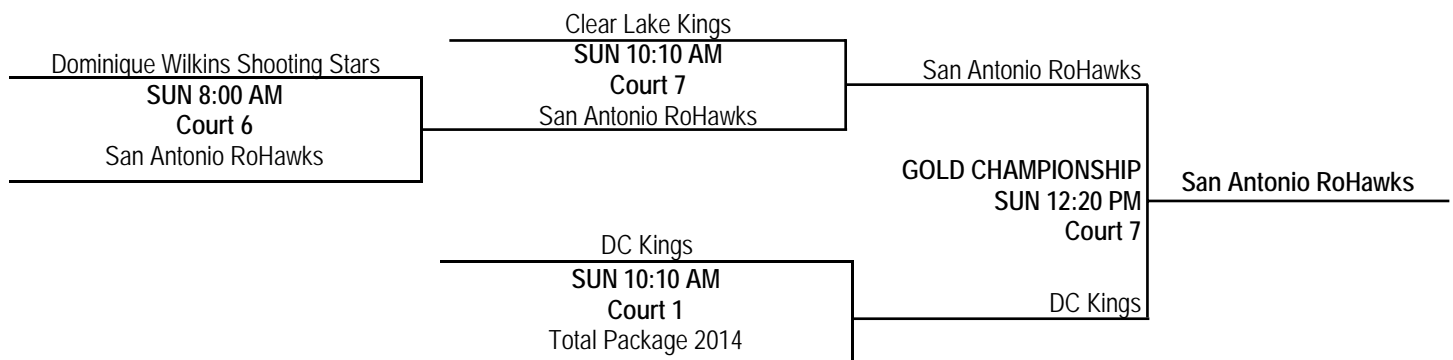 Dominique Wilkins Shooting Stars
SUN 8:00 AM
Court 6
San Antonio RoHawks
Clear Lake Kings
SUN 10:10 AM
Court 7
San Antonio RoHawks
DC Kings
SUN 10:10 AM
Court 1
Total Package 2014
San Antonio RoHawks
GOLD CHAMPIONSHIP
SUN 12:20 PM
Court 7
DC Kings
San Antonio RoHawks